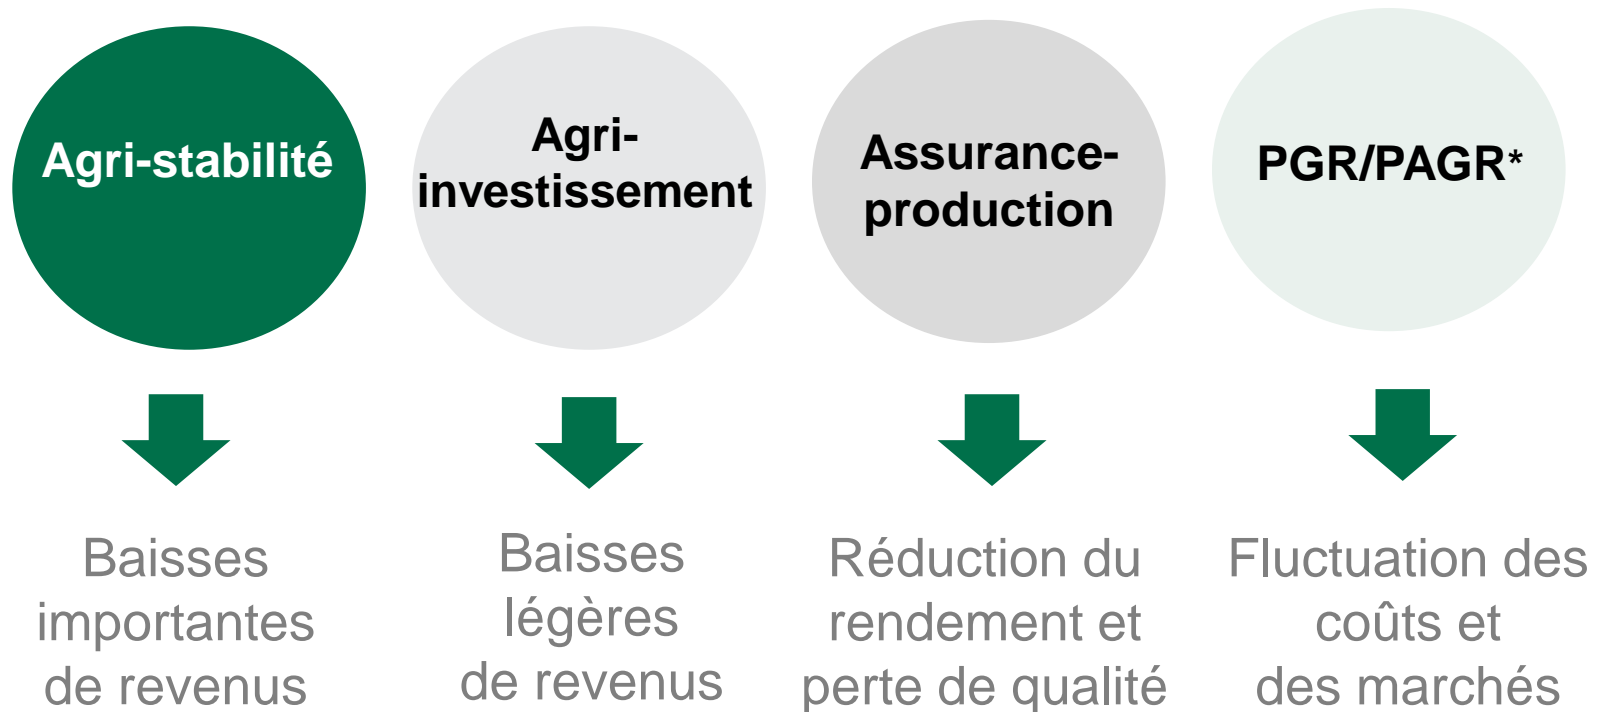 Agri-stabilité
Agri-
investissement
Assurance-
production
PGR/PAGR*
Baisses
importantes
de revenus
Baisses
légères
de revenus
Réduction du
rendement et
perte de qualité
Fluctuation des
coûts et
des marchés